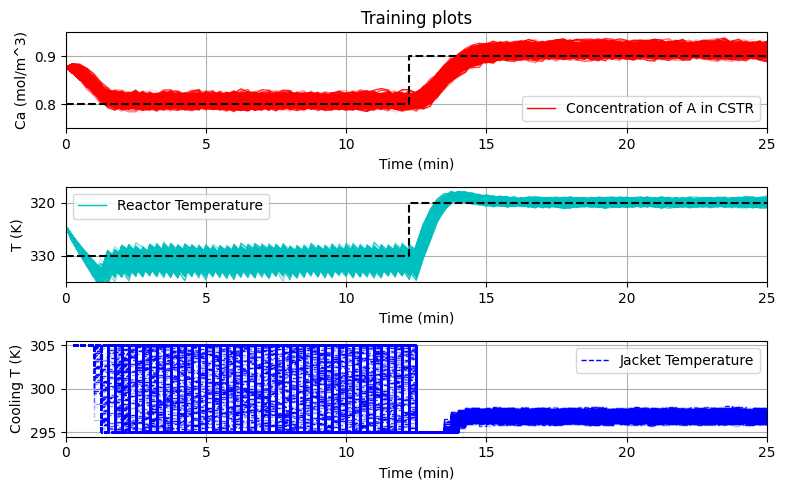 Training plots
Ca (mol/m^3)
0.9
0.8
Concentration of A in CSTR
0 5 10 15 20 25
Time (min)
T (K)
320
330
Reactor Temperature
0 5 10 15 20 25
Time (min)
Cooling T (K)
305
300
295
Jacket Temperature
0 5 10 15 20 25
Time (min)